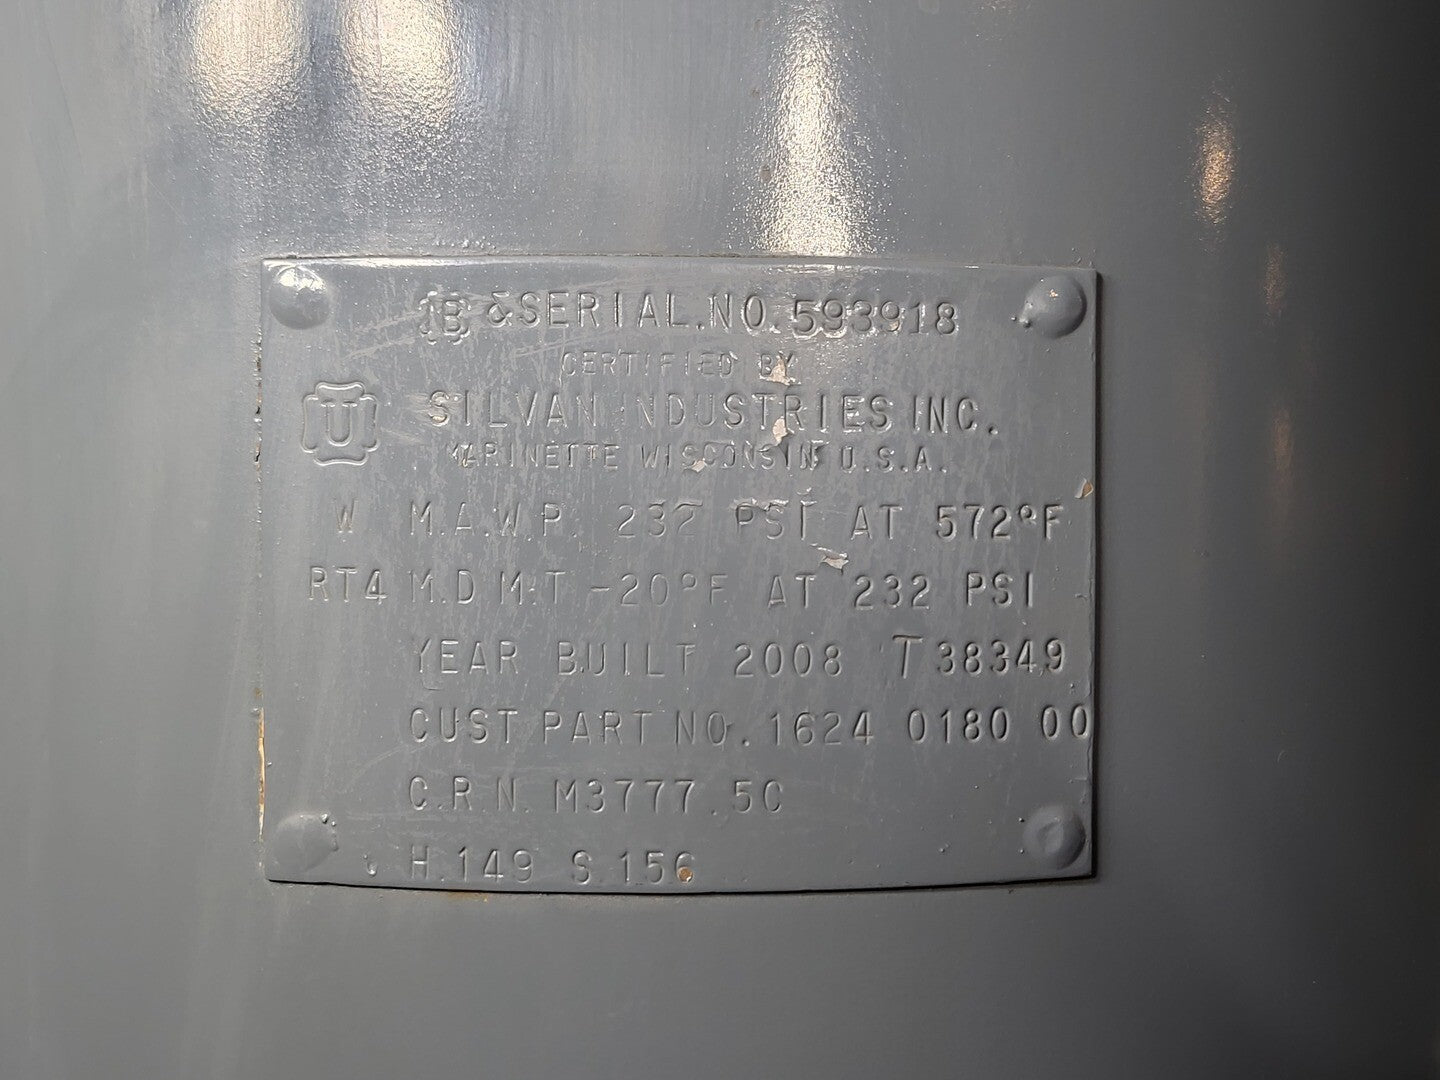 NB & SERIAL.NO. 593918
CERTIFIED BY
U SILVAN INDUSTRIES INC.
MARINETTE WISCONSIN U.S.A.
W M.A.W.P. 232 PSI AT 572°F
RT4 M.D.M.T -20°F AT 232 PSI
YEAR BUILT 2008 T38349
CUST PART NO. 1624 0180 00
C.R.N. M3777.5C
H.149 S.156